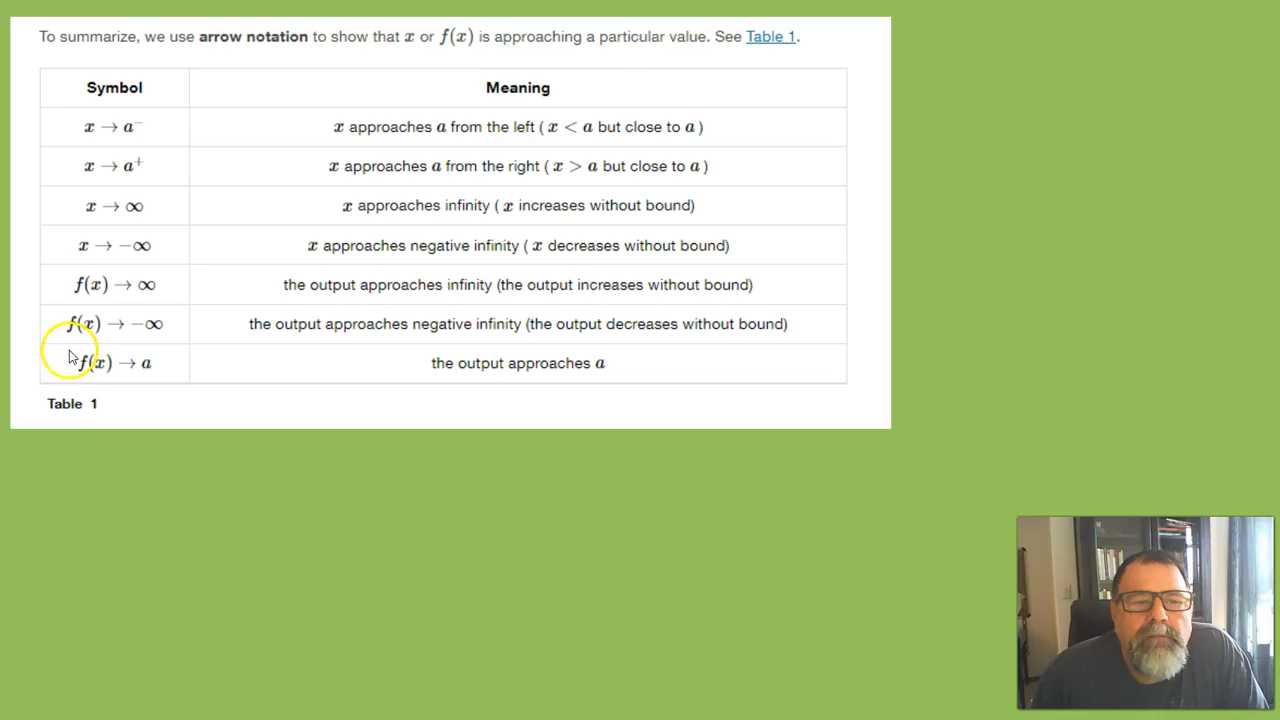 To summarize, we use arrow notation to show that x or f(x) is approaching a particular value. See Table 1.
Symbol Meaning
x → a⁻ x approaches a from the left ( x < a but close to a )
x → a⁺ x approaches a from the right ( x > a but close to a )
x → ∞ x approaches infinity ( x increases without bound)
x → −∞ x approaches negative infinity ( x decreases without bound)
f(x) → ∞ the output approaches infinity (the output increases without bound)
f(x) → −∞ the output approaches negative infinity (the output decreases without bound)
f(x) → a the output approaches a
Table 1